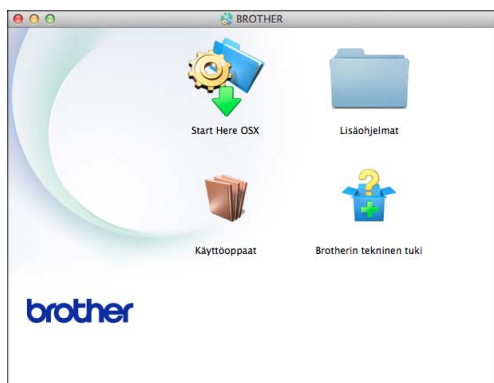 BROTHER
Start Here OSX
Lisäohjelmat
Käyttöoppaat
Brotherin tekninen tuki
brother